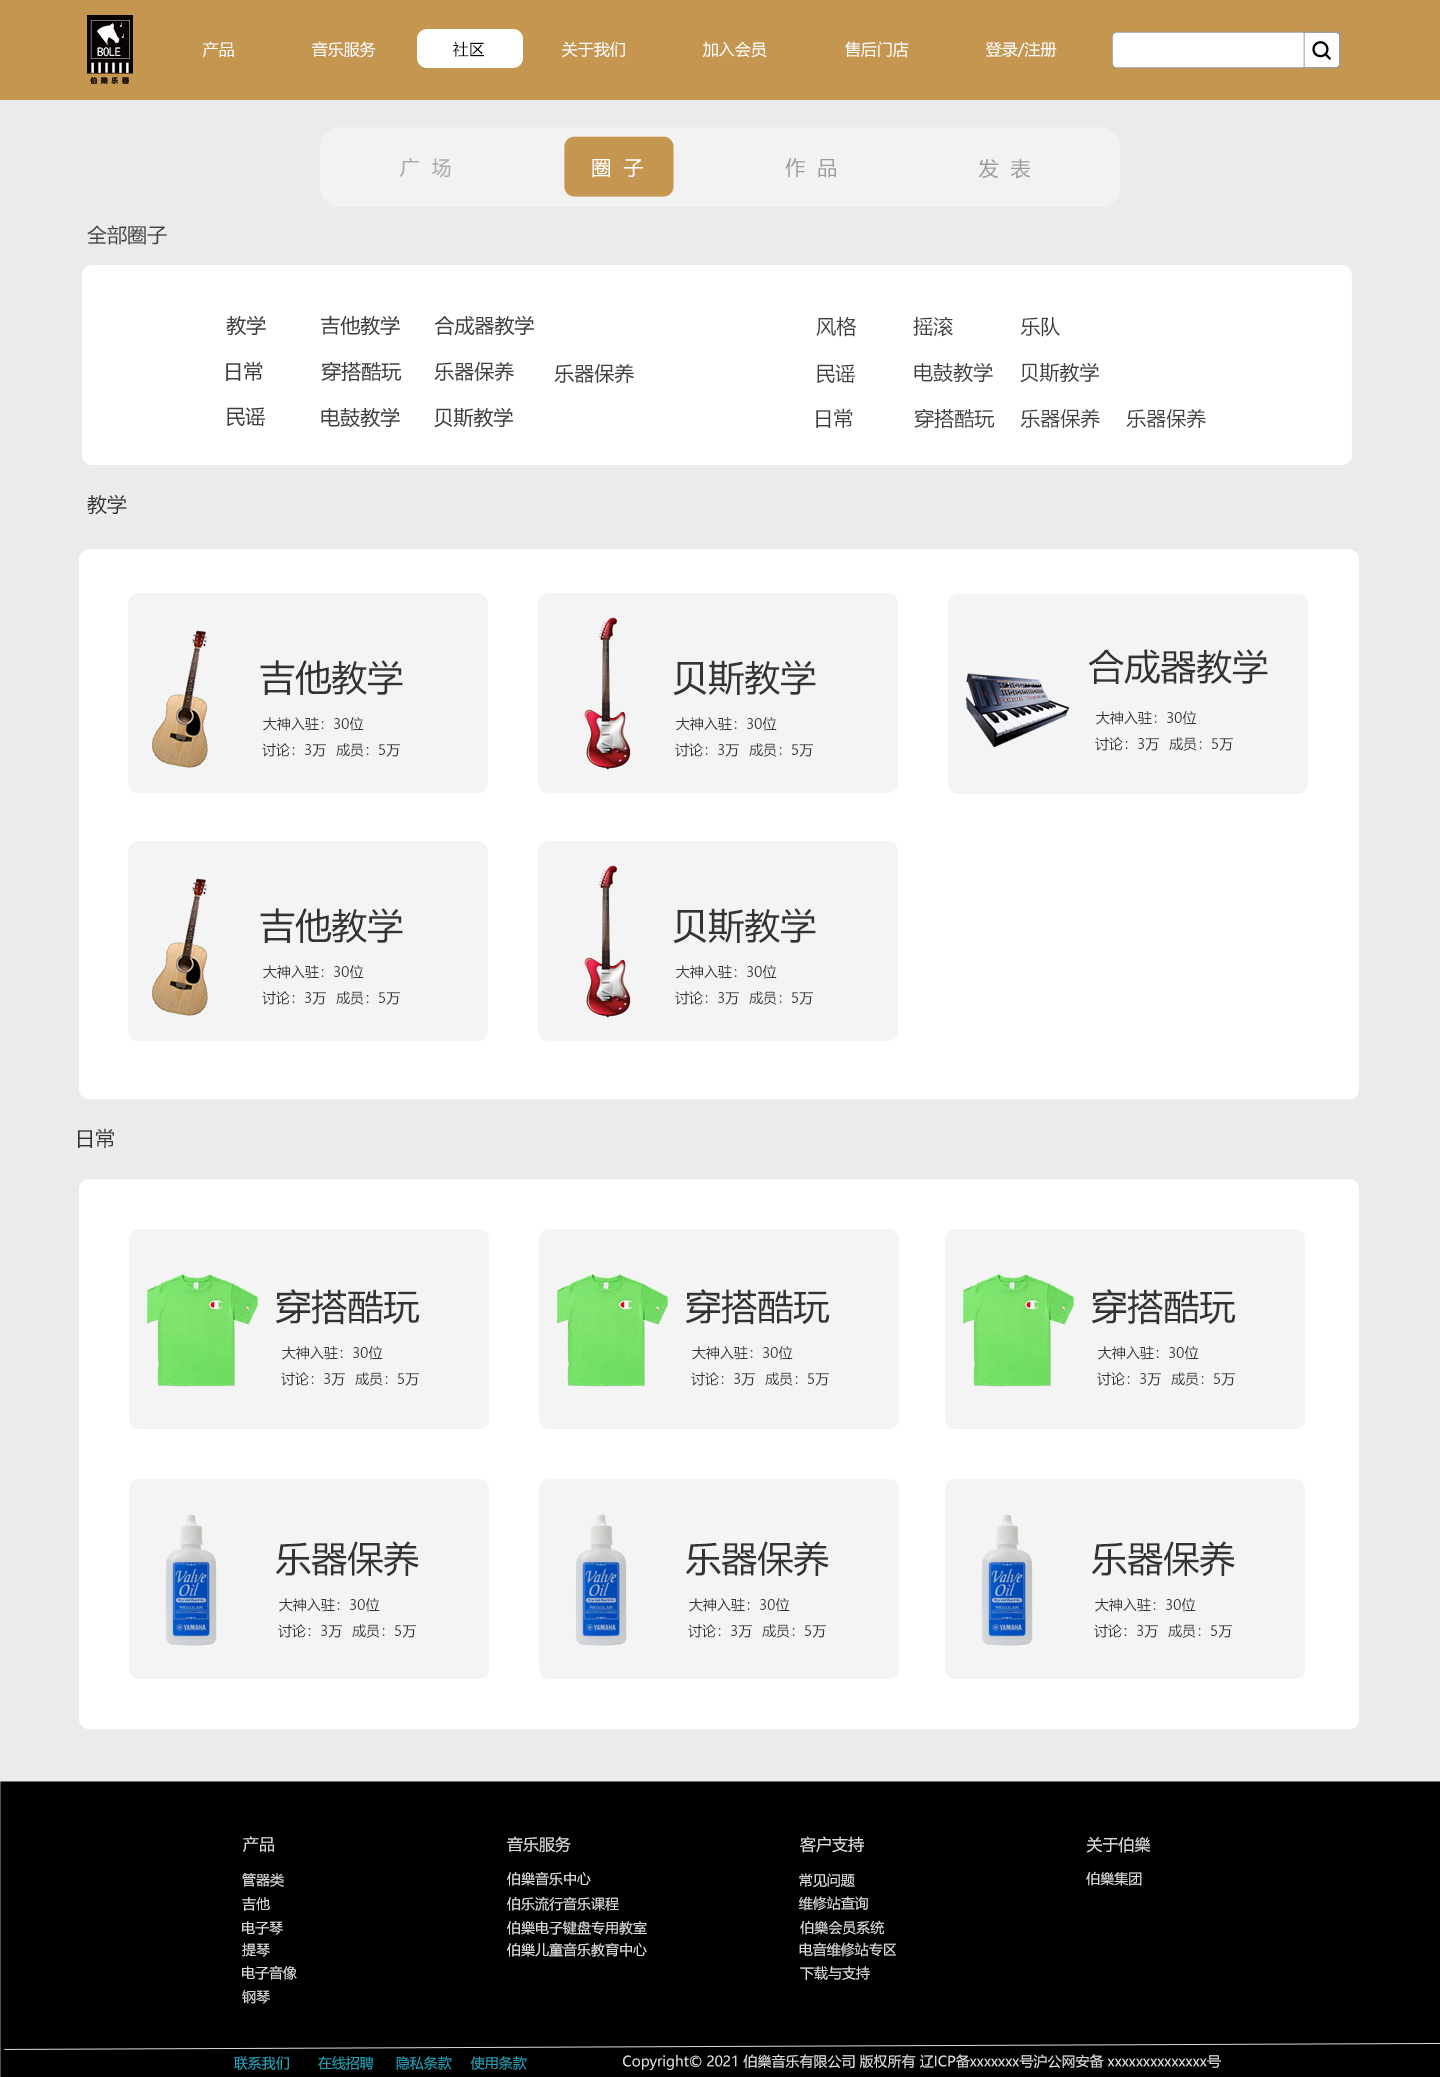 BOLE
伯樂乐器
产品 音乐服务 社区 关于我们 加入会员 售后门店 登录/注册
广 场 圈 子 作 品 发 表
全部圈子
教学 吉他教学 合成器教学 风格 摇滚 乐队
日常 穿搭酷玩 乐器保养 乐器保养 民谣 电鼓教学 贝斯教学
民谣 电鼓教学 贝斯教学 日常 穿搭酷玩 乐器保养 乐器保养
教学
吉他教学
大神入驻：30位
讨论：3万 成员：5万
贝斯教学
大神入驻：30位
讨论：3万 成员：5万
合成器教学
大神入驻：30位
讨论：3万 成员：5万
吉他教学
大神入驻：30位
讨论：3万 成员：5万
贝斯教学
大神入驻：30位
讨论：3万 成员：5万
日常
穿搭酷玩
大神入驻：30位
讨论：3万 成员：5万
穿搭酷玩
大神入驻：30位
讨论：3万 成员：5万
穿搭酷玩
大神入驻：30位
讨论：3万 成员：5万
Valve
Oil
REGULAR
YAMAHA
乐器保养
大神入驻：30位
讨论：3万 成员：5万
Valve
Oil
REGULAR
YAMAHA
乐器保养
大神入驻：30位
讨论：3万 成员：5万
Valve
Oil
REGULAR
YAMAHA
乐器保养
大神入驻：30位
讨论：3万 成员：5万
产品
管器类
吉他
电子琴
提琴
电子音像
钢琴
音乐服务
伯樂音乐中心
伯乐流行音乐课程
伯樂电子键盘专用教室
伯樂儿童音乐教育中心
客户支持
常见问题
维修站查询
伯樂会员系统
电音维修站专区
下载与支持
关于伯樂
伯樂集团
联系我们 在线招聘 隐私条款 使用条款 Copyright© 2021 伯樂音乐有限公司 版权所有 辽ICP备xxxxxxx号沪公网安备 xxxxxxxxxxxxxx号